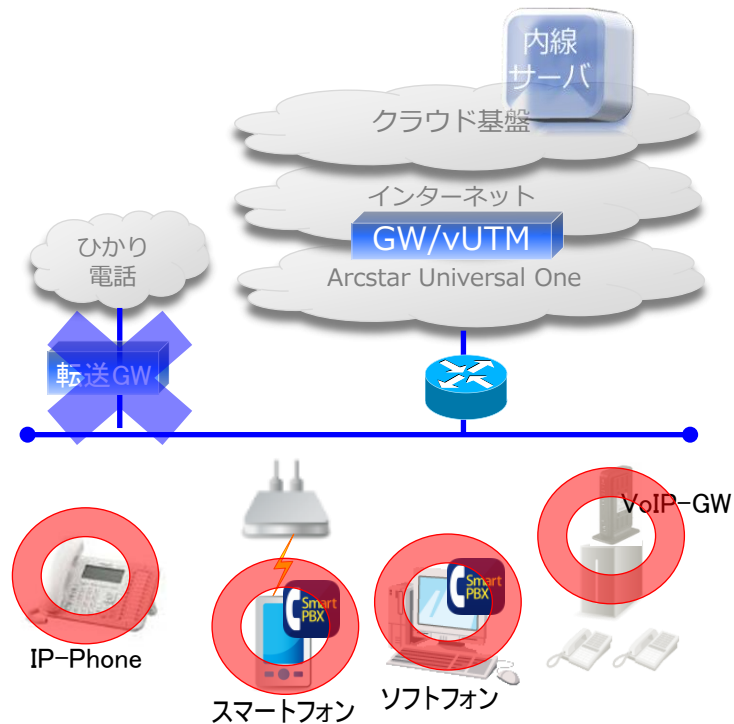 内線
サーバ
クラウド基盤
インターネット
GW/vUTM
Arcstar Universal One
ひかり
電話
転送GW
VoIP-GW
Smart
PBX
Smart
PBX
IP-Phone
スマートフォン
ソフトフォン